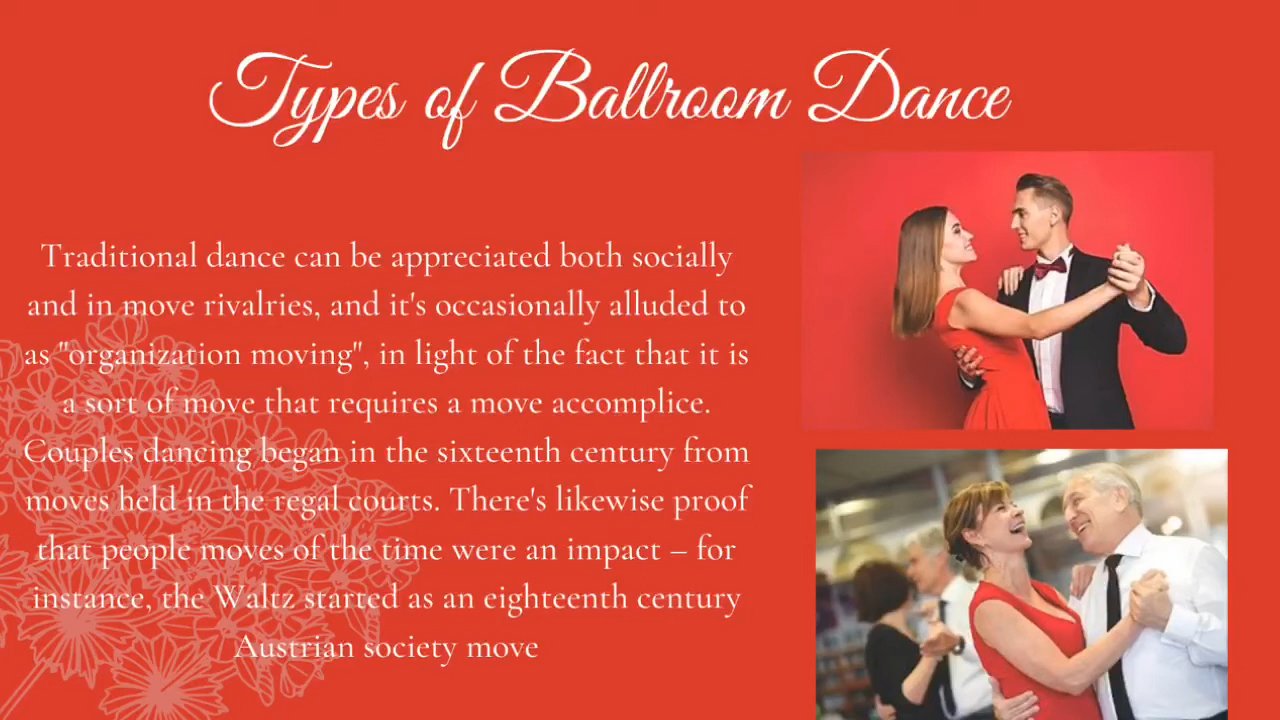 Types of Ballroom Dance
Traditional dance can be appreciated both socially
and in move rivalries, and it's occasionally alluded to
as "organization moving", in light of the fact that it is
a sort of move that requires a move accomplice.
Couples dancing began in the sixteenth century from
moves held in the regal courts. There's likewise proof
that people moves of the time were an impact – for
instance, the Waltz started as an eighteenth century
Austrian society move